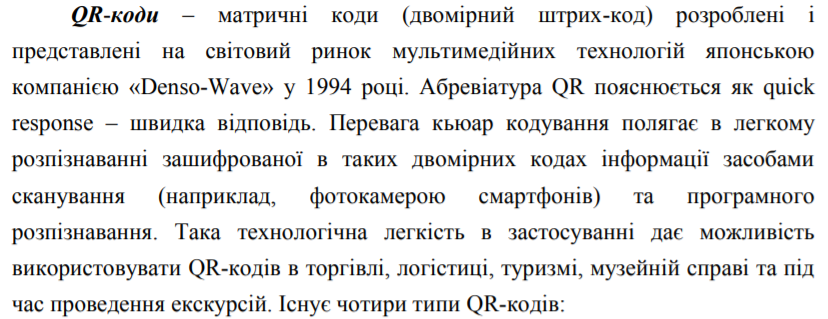 QR-коди – матричні коди (двомірний штрих-код) розроблені і
представлені на світовий ринок мультимедійних технологій японською
компанією «Denso-Wave» у 1994 році. Абревіатура QR пояснюється як quick
response – швидка відповідь. Перевага кьюар кодування полягає в легкому
розпізнаванні зашифрованої в таких двомірних кодах інформації засобами
сканування (наприклад, фотокамерою смартфонів) та програмного
розпізнавання. Така технологічна легкість в застосуванні дає можливість
використовувати QR-кодів в торгівлі, логістиці, туризмі, музейній справі та під
час проведення екскурсій. Існує чотири типи QR-кодів: